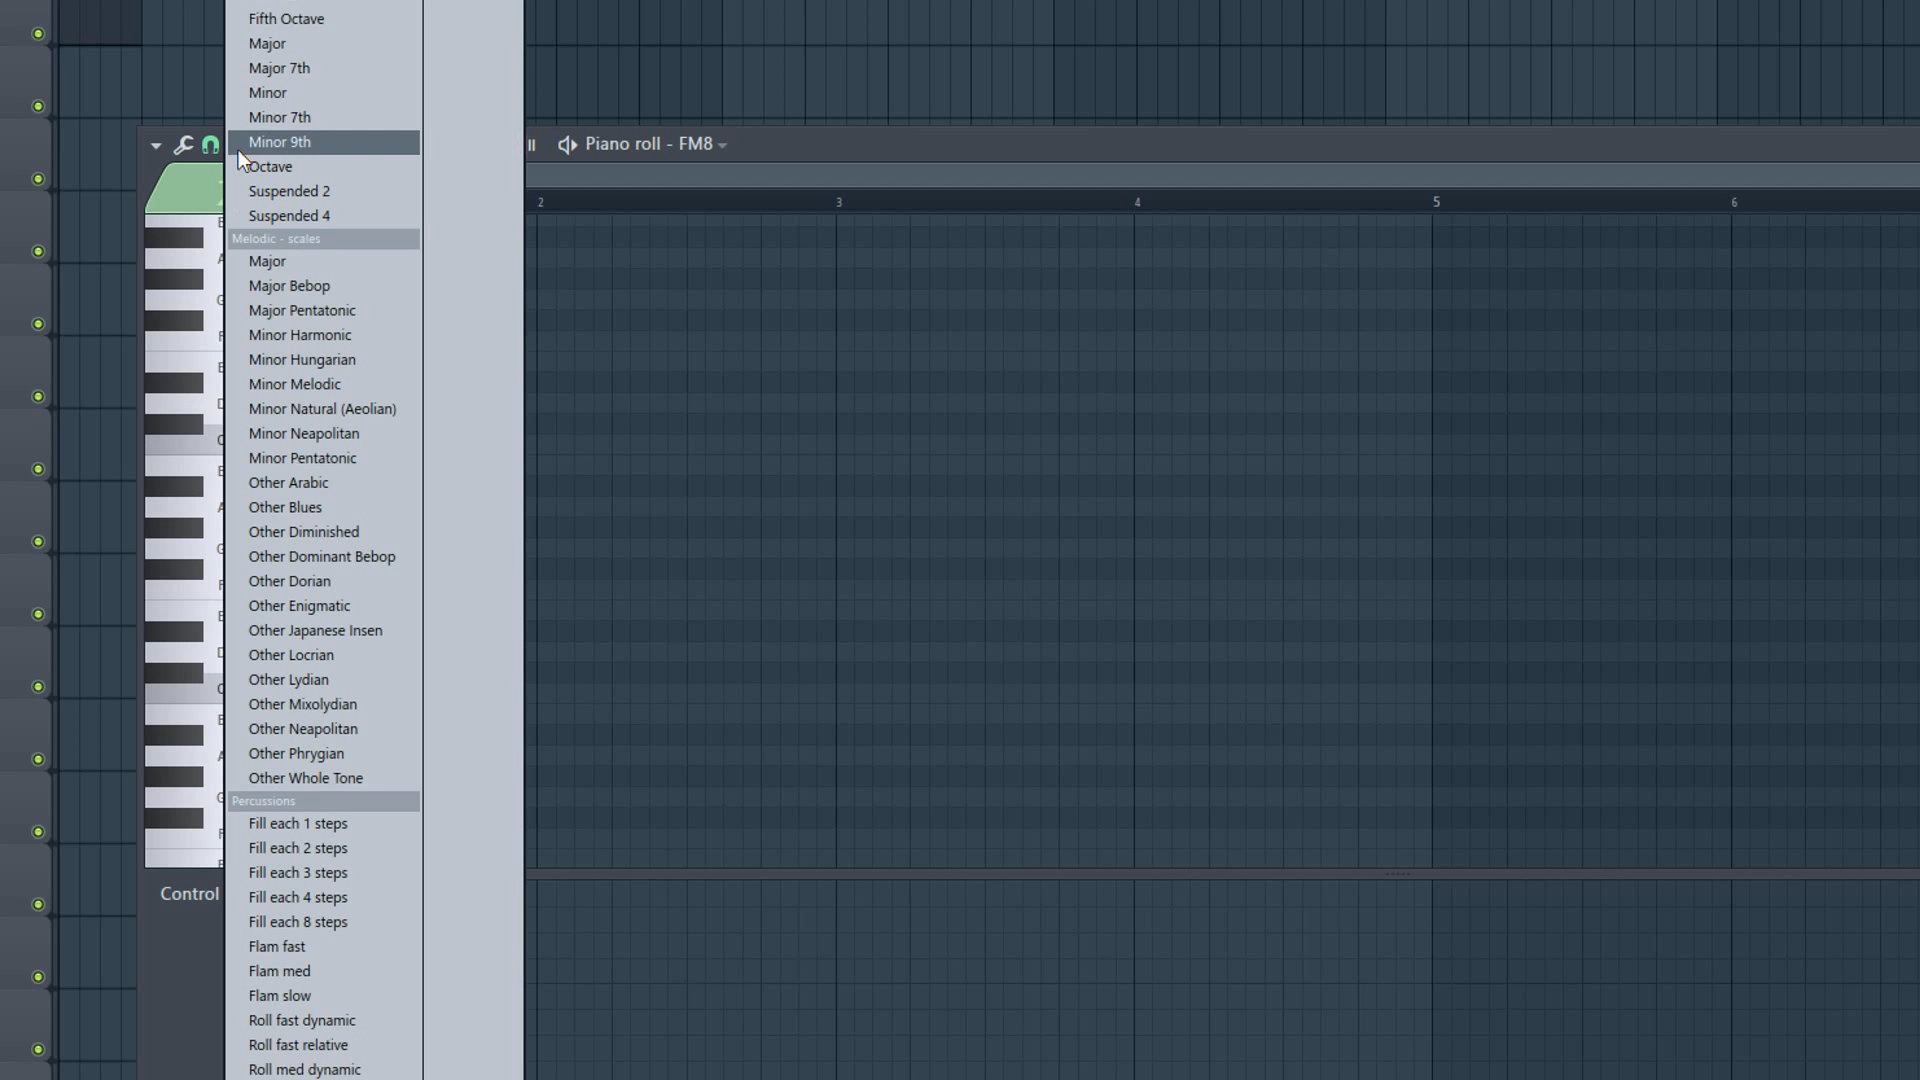 Fifth Octave
Major
Major 7th
Minor
Minor 7th
Minor 9th
Octave
Suspended 2
Suspended 4
Melodic - scales
Major
Major Bebop
Major Pentatonic
Minor Harmonic
Minor Hungarian
Minor Melodic
Minor Natural (Aeolian)
Minor Neapolitan
Minor Pentatonic
Other Arabic
Other Blues
Other Diminished
Other Dominant Bebop
Other Dorian
Other Enigmatic
Other Japanese Insen
Other Locrian
Other Lydian
Other Mixolydian
Other Neapolitan
Other Phrygian
Other Whole Tone
Percussions
Fill each 1 steps
Fill each 2 steps
Fill each 3 steps
Fill each 4 steps
Fill each 8 steps
Flam fast
Flam med
Flam slow
Roll fast dynamic
Roll fast relative
Roll med dynamic
Piano roll - FM8
2 3 4 5 6
Control